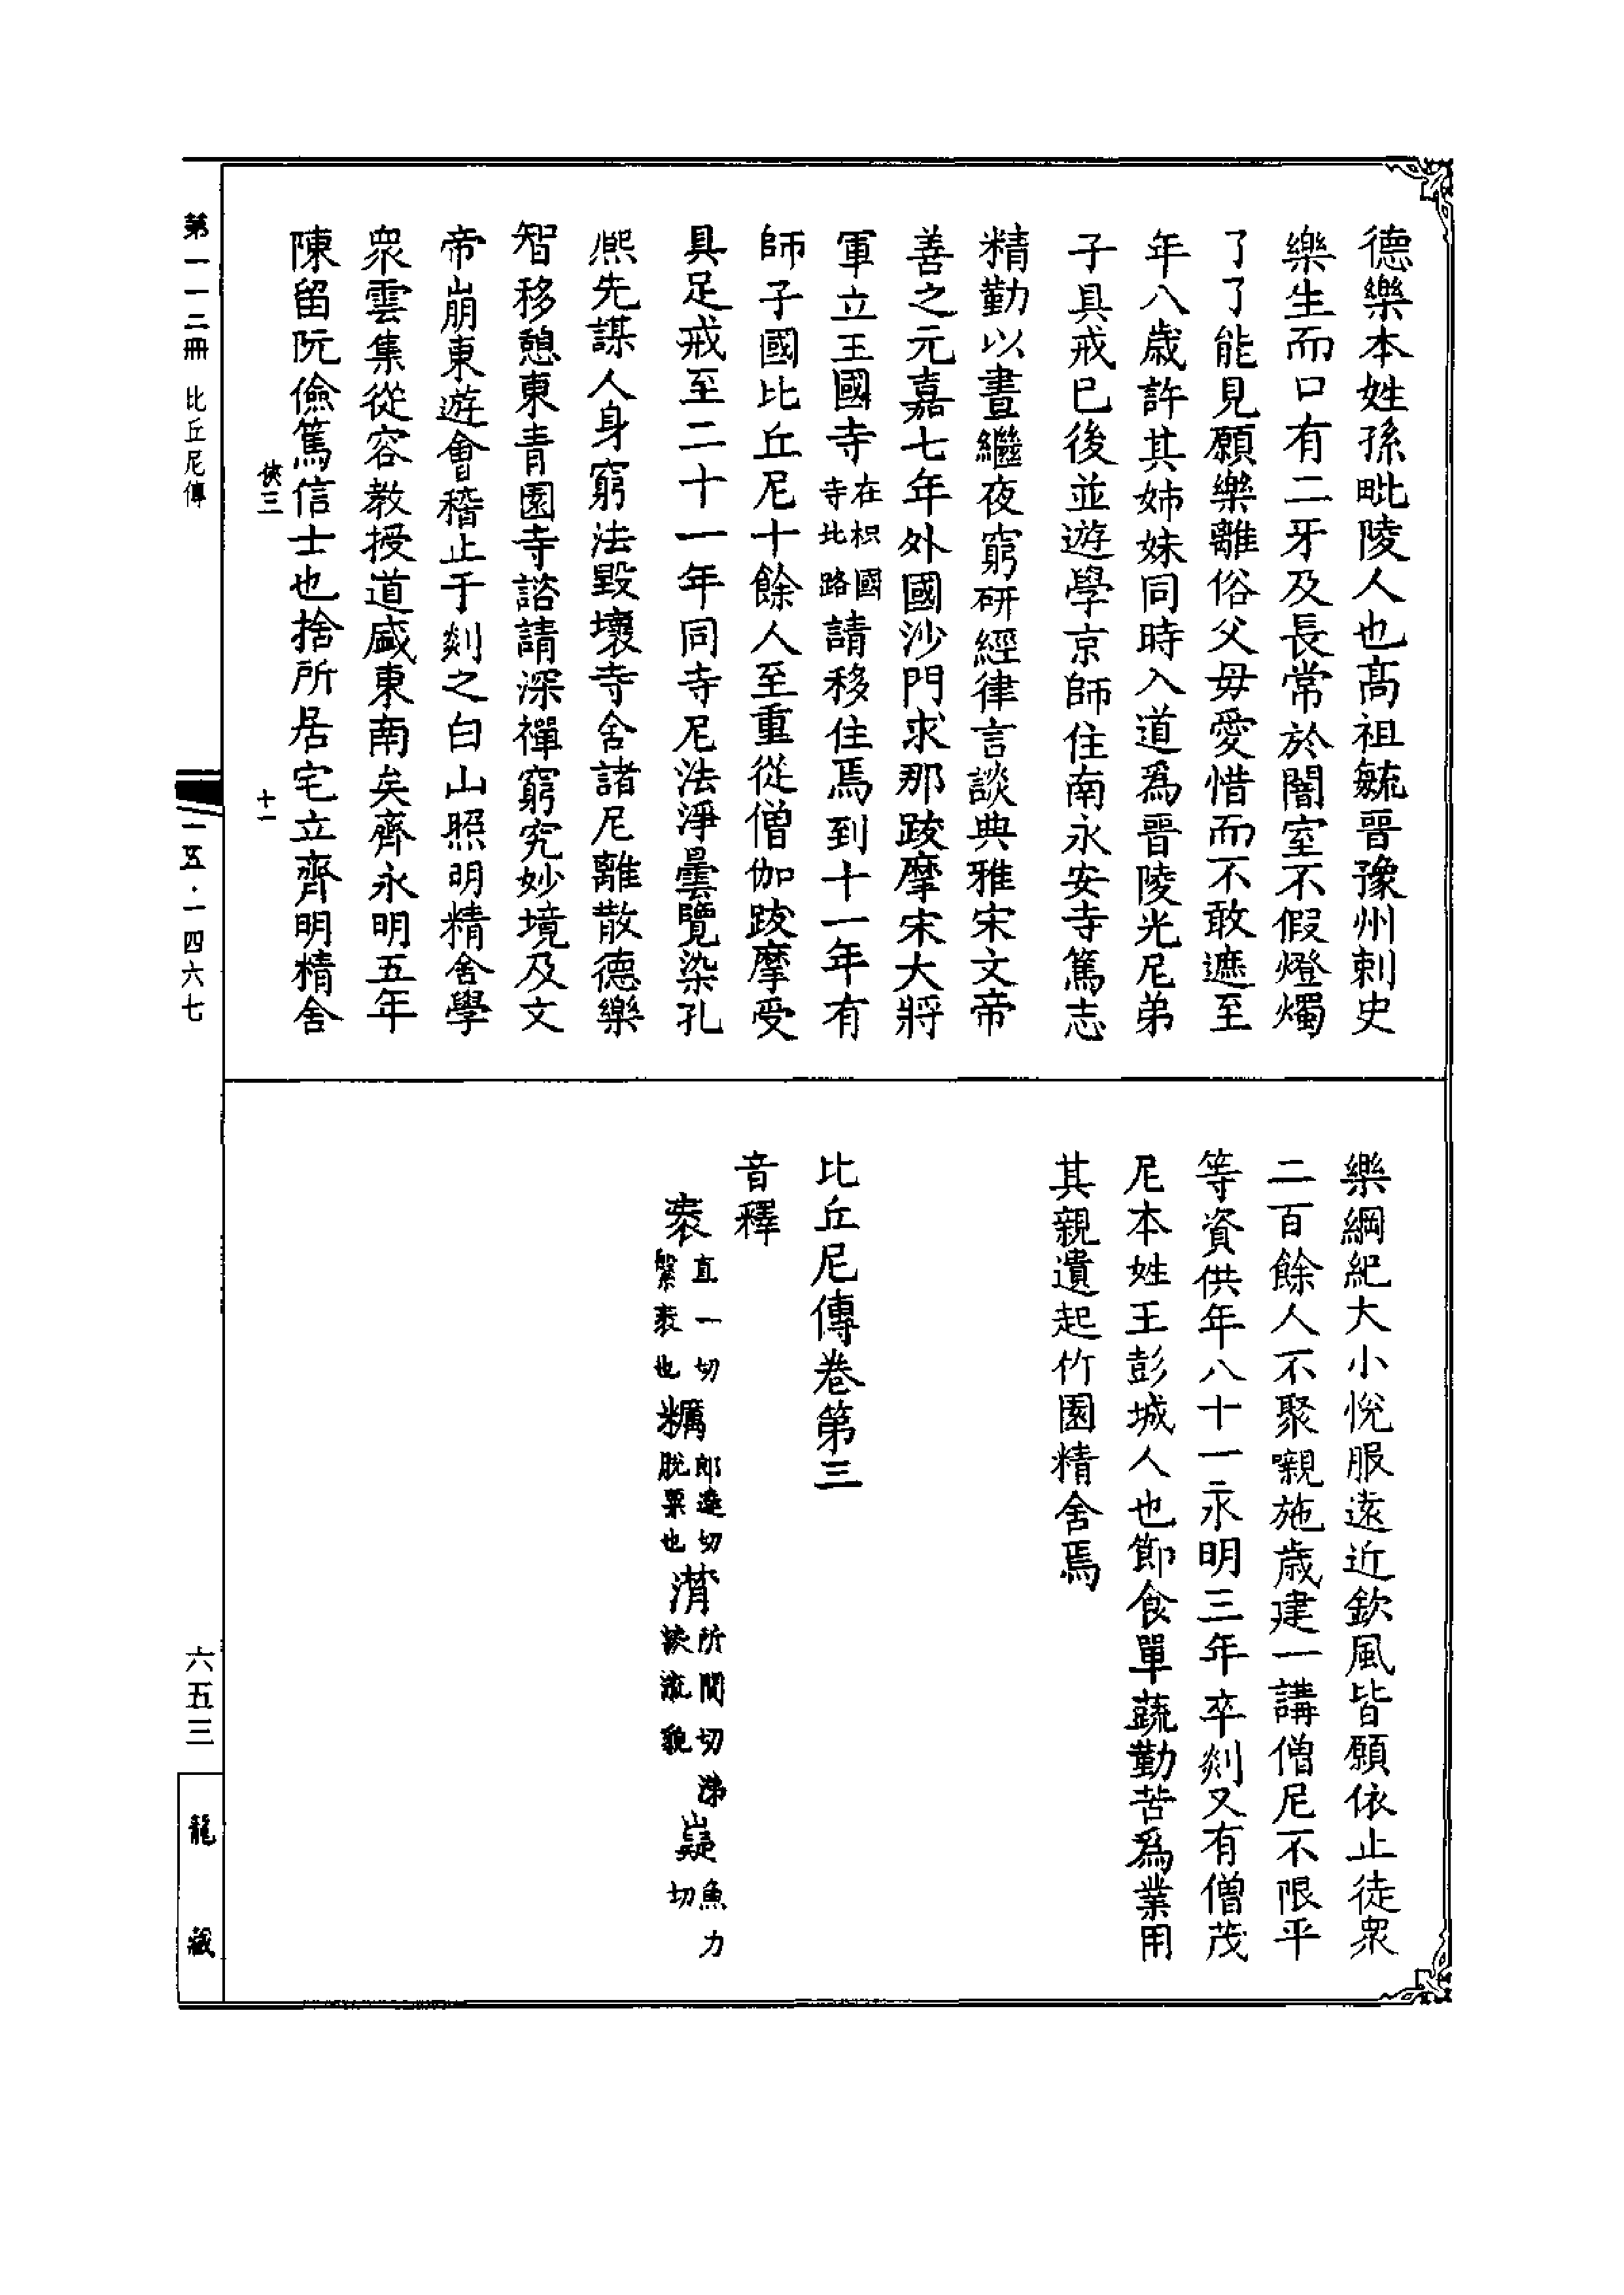 德樂本姓孫毗陵人也髙祖毓晉豫州刺史
樂生而口有二牙及長常於闇室不假燈燭
了了能見願樂離俗父毋愛惜而不敢遮至
年八歲許其姉妹同時入道爲晉陵光尼弟
子具戒巳後並遊學京師住南永安寺篤志
精勤以晝繼夜窮研經律言談典雅宋文帝
善之元嘉七年外國沙門求那跋摩宋大將
軍立王國寺在枳國寺北路請移住焉到十一年有
師子國比丘尼十餘人至重從僧伽跋摩受
具足戒至二十一年同寺尼法淨曇覽染孔
熈先謀人身窮法毀壞寺舍諸尼離散德樂
智移憩東青園寺諮請深禪窮究妙境及文
帝崩東遊會稽止于剡之白山照明精舍學
衆雲集從容教授道盛東南矣齊永明五年
陳留阮儉篤信士也捨所居宅立齊明精舍
俠三
十一
樂綱紀大小悅服遠近欽風皆願依止徒衆
二百餘人不聚嚫施歲建一講僧尼不限平
等資供年八十一永明三年卒剡又有僧茂
尼本姓王彭城人也節食單蔬勤苦爲業用
其親遺起竹園精舍焉
比丘尼傳卷第三
音釋
袠直一切繫袠也糲郎達切脫粟也潸所間切涕淚流貌嶷魚力切
第一一二冊 比丘尼傳
一五·一四六七
六五三
龍藏